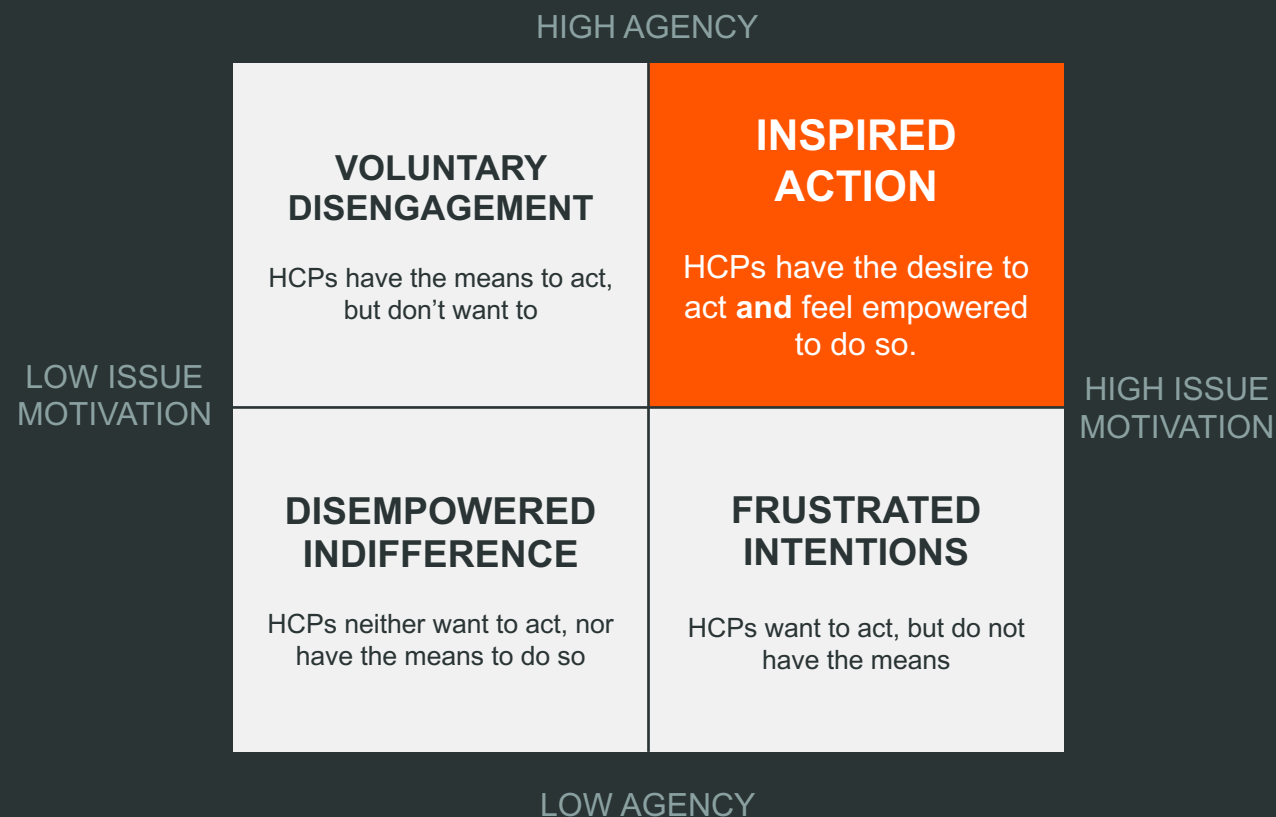 HIGH AGENCY
VOLUNTARY
DISENGAGEMENT
HCPs have the means to act,
but don’t want to
INSPIRED
ACTION
HCPs have the desire to
act and feel empowered
to do so.
LOW ISSUE
MOTIVATION
HIGH ISSUE
MOTIVATION
DISEMPOWERED
INDIFFERENCE
HCPs neither want to act, nor
have the means to do so
FRUSTRATED
INTENTIONS
HCPs want to act, but do not
have the means
LOW AGENCY